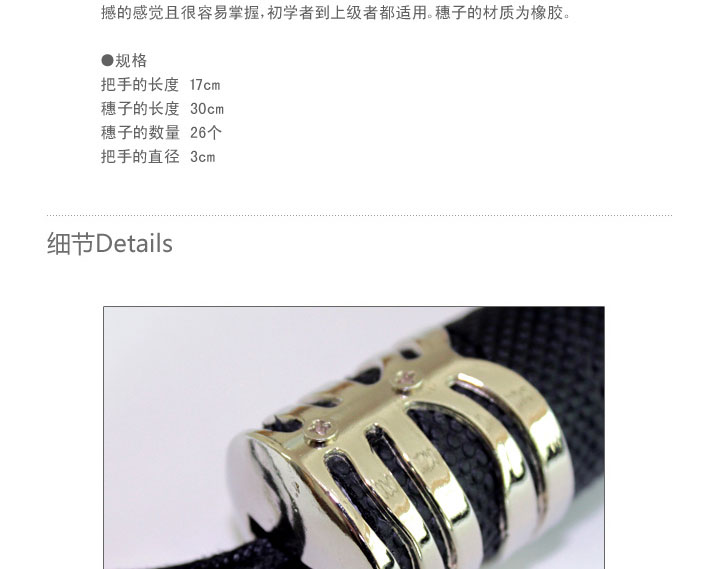 撼的感觉且很容易掌握,初学者到上级者都适用。穗子的材质为橡胶。
●规格
把手的长度 17cm
穗子的长度 30cm
穗子的数量 26个
把手的直径 3cm
细节Details